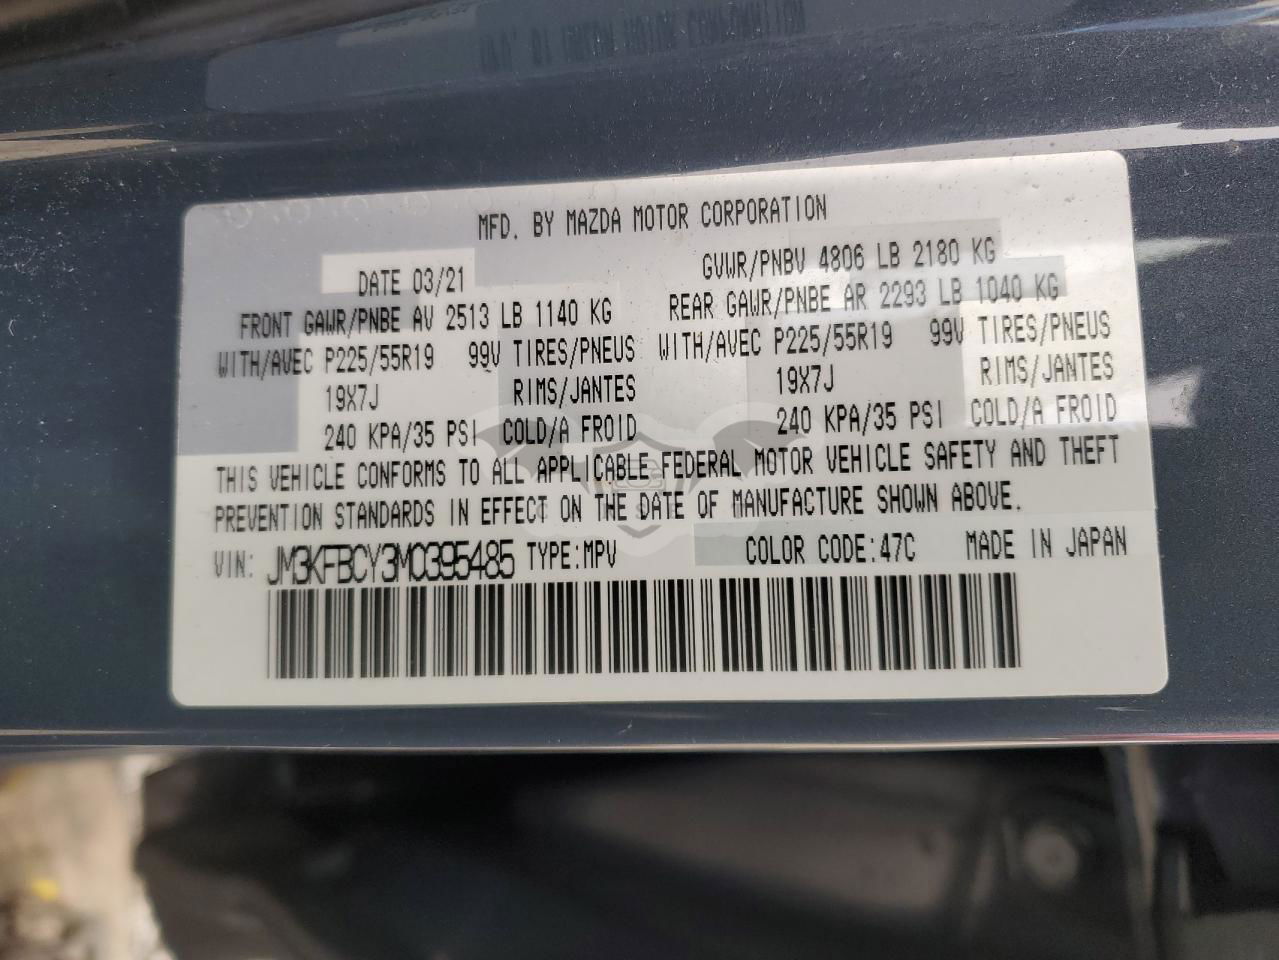 MFD. BY MAZDA MOTOR CORPORATION
DATE 03/21 GVWR/PNBV 4806 LB 2180 KG
FRONT GAWR/PNBE AV 2513 LB 1140 KG REAR GAWR/PNBE AR 2293 LB 1040 KG
WITH/AVEC P225/55R19 99V TIRES/PNEUS WITH/AVEC P225/55R19 99V TIRES/PNEUS
19X7J RIMS/JANTES 19X7J RIMS/JANTES
240 KPA/35 PSI COLD/A FROID 240 KPA/35 PSI COLD/A FROID
THIS VEHICLE CONFORMS TO ALL APPLICABLE FEDERAL MOTOR VEHICLE SAFETY AND THEFT
PREVENTION STANDARDS IN EFFECT ON THE DATE OF MANUFACTURE SHOWN ABOVE.
VIN: JM3KFBCY3M0395485 TYPE:MPV COLOR CODE:47C MADE IN JAPAN